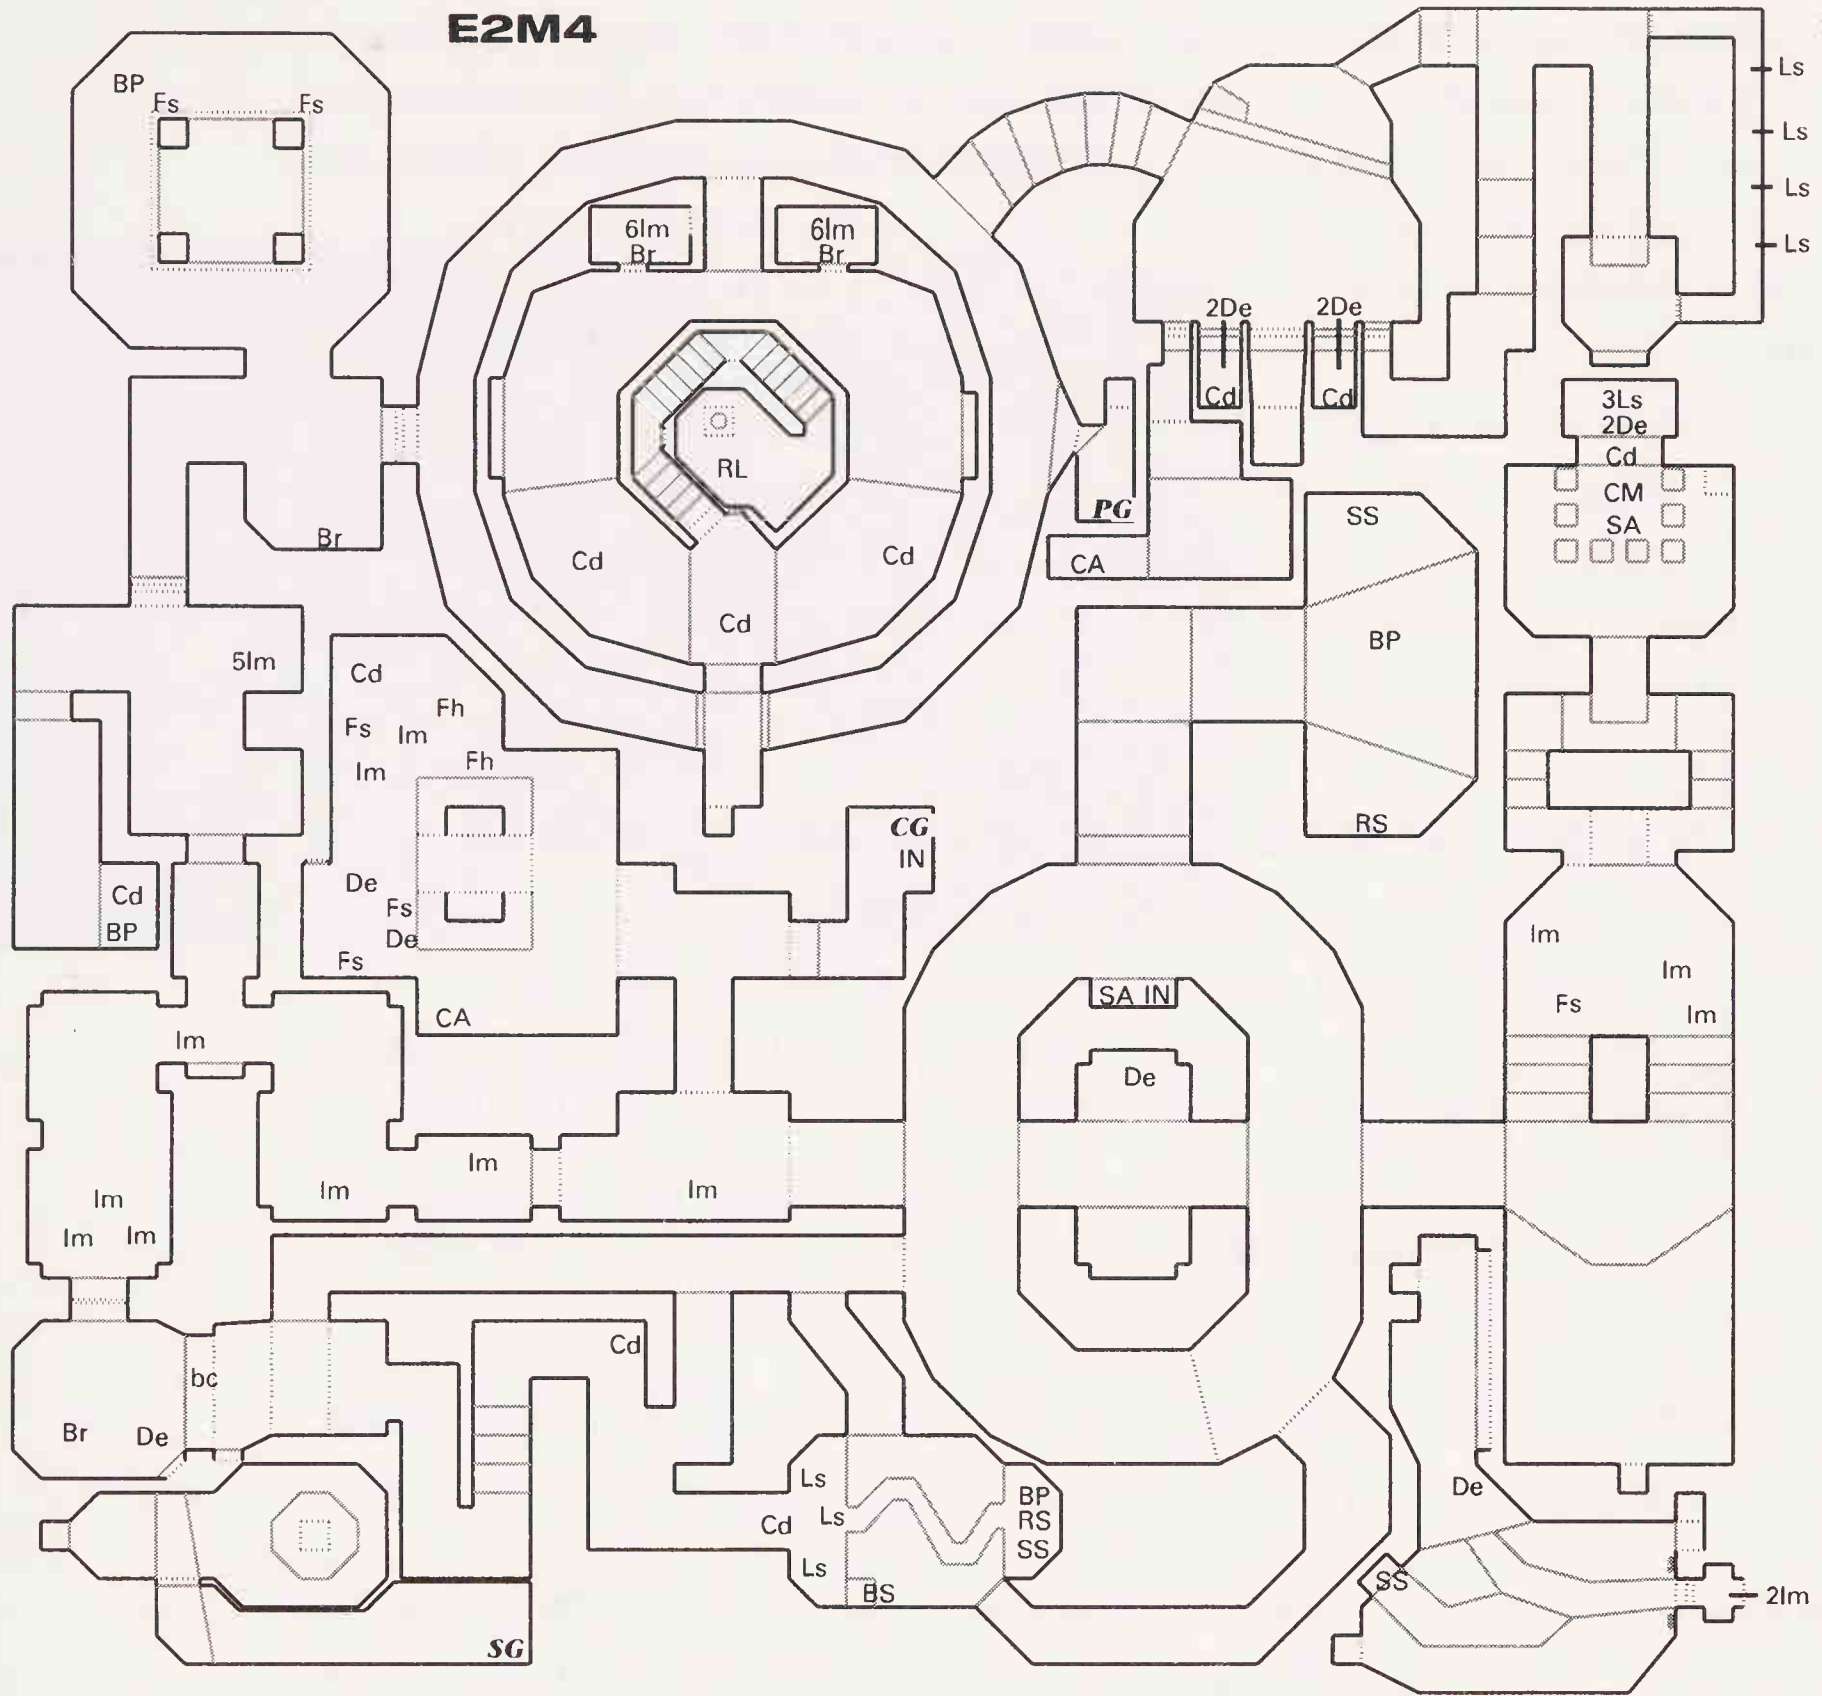 E2M4
BP
Fs Fs
6Im
Br
6Im
Br
Ls
Ls
Ls
Ls
2De 2De
Cd Cd
3Ls
2De
Cd
CM
SA
RL
PG
SS
Br
Cd
Cd
CA
Cd
BP
5Im
Cd
Fh
Fs Im
Im
Fh
RS
CG
IN
Cd
BP
De
Fs
De
Fs
CA
Im
Im
Fs
Im
SA IN
De
Im
Im
Im
Im
Im
Im
Im
Cd
bc
Br
De
Ls
Ls
Ls
Cd
BP
RS
SS
BS
De
SS
2Im
SG